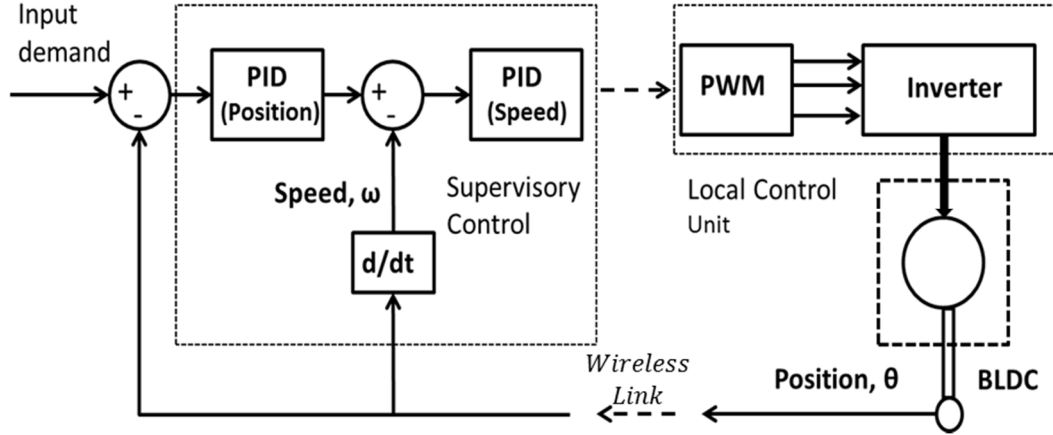 Input
demand
+
-
PID
(Position)
+
-
PID
(Speed)
PWM
Inverter
Speed, ω
Supervisory
Control
Local Control
Unit
d/dt
Wireless
Link
Position, θ
BLDC